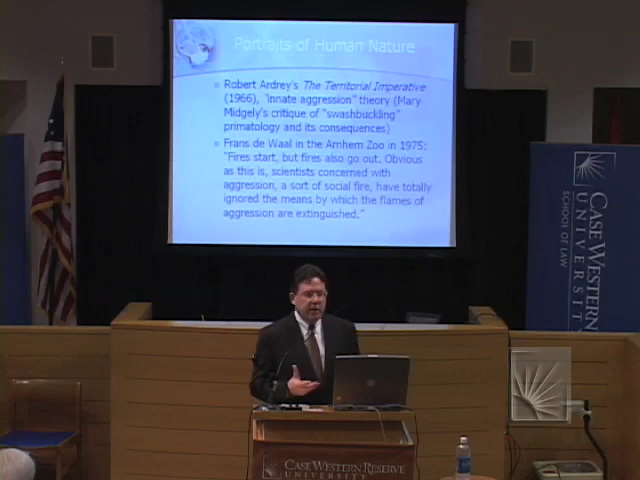 Portraits of Human Nature
Robert Ardrey's The Territorial Imperative
(1966), "innate aggression" theory (Mary
Midgely's critique of "swashbuckling"
primatology and its consequences)
Frans de Waal in the Arnhem Zoo in 1975:
"Fires start, but fires also go out. Obvious
as this is, scientists concerned with
aggression, a sort of social fire, have totally
ignored the means by which the flames of
aggression are extinguished."
CASE WESTERN
UNIVERSITY
SCHOOL OF LAW
CASE WESTERN RESERVE
UNIVERSITY